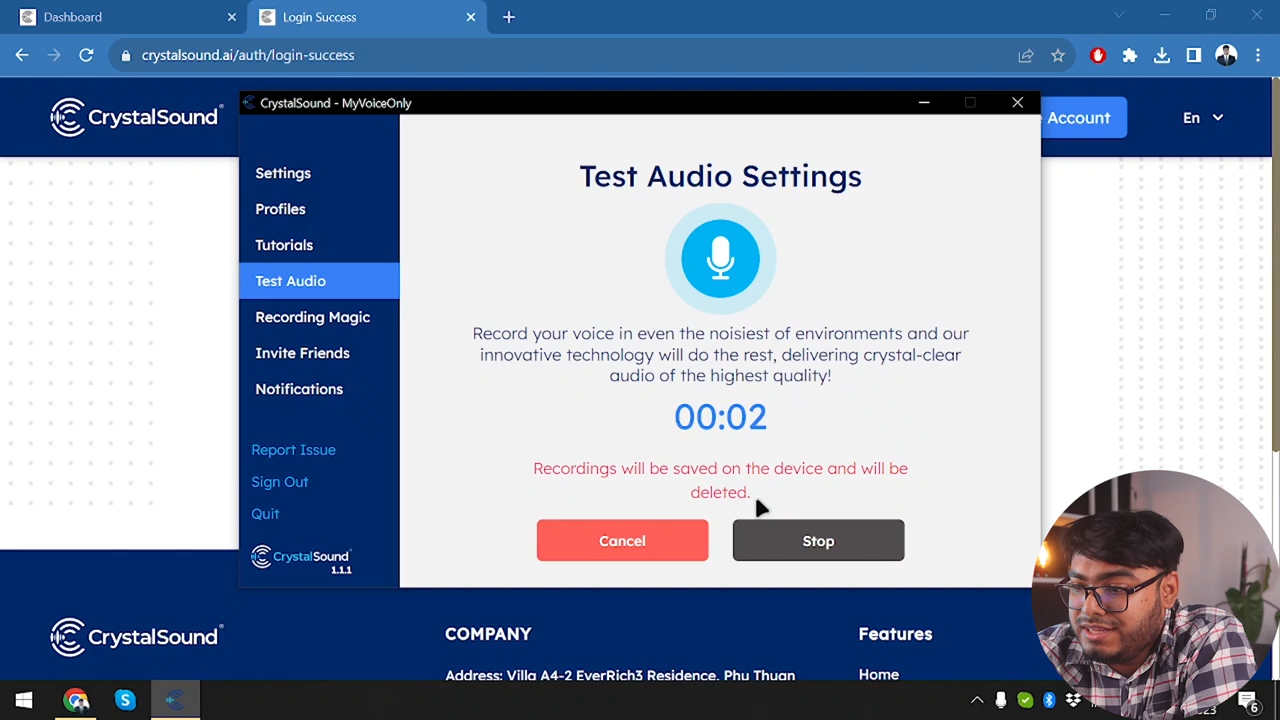 Dashboard
Login Success
crystalsound.ai/auth/login-success
CrystalSound
Account
En
CrystalSound - MyVoiceOnly
Settings
Profiles
Tutorials
Test Audio
Recording Magic
Invite Friends
Notifications
Report Issue
Sign Out
Quit
CrystalSound
1.1.1
Test Audio Settings
Record your voice in even the noisiest of environments and our
innovative technology will do the rest, delivering crystal-clear
audio of the highest quality!
00:02
Recordings will be saved on the device and will be
deleted.
Cancel
Stop
CrystalSound
COMPANY
Address: Villa A4-2 EverRich3 Residence, Phu Thuan
Features
Home
6